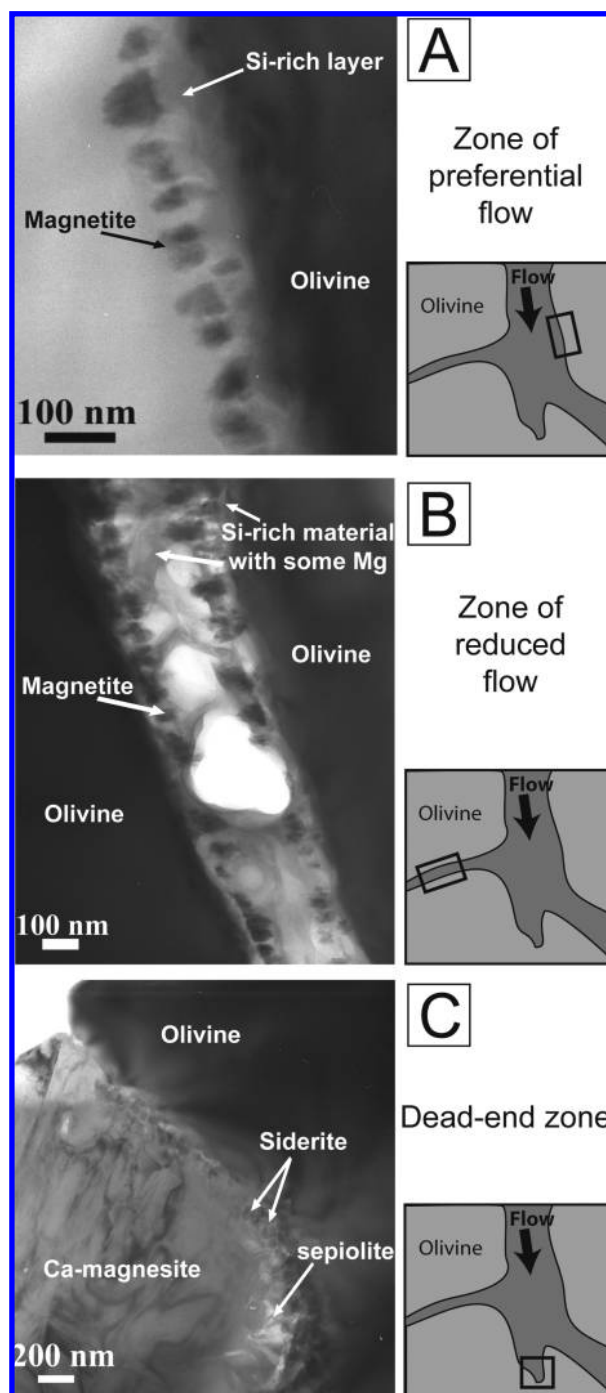 Si-rich layer
Magnetite
Olivine
100 nm
A
Zone of
preferential
flow
Flow
Olivine
Si-rich material
with some Mg
Olivine
Magnetite
Olivine
100 nm
B
Zone of
reduced
flow
Flow
Olivine
Olivine
Siderite
sepiolite
Ca-magnesite
200 nm
C
Dead-end zone
Flow
Olivine